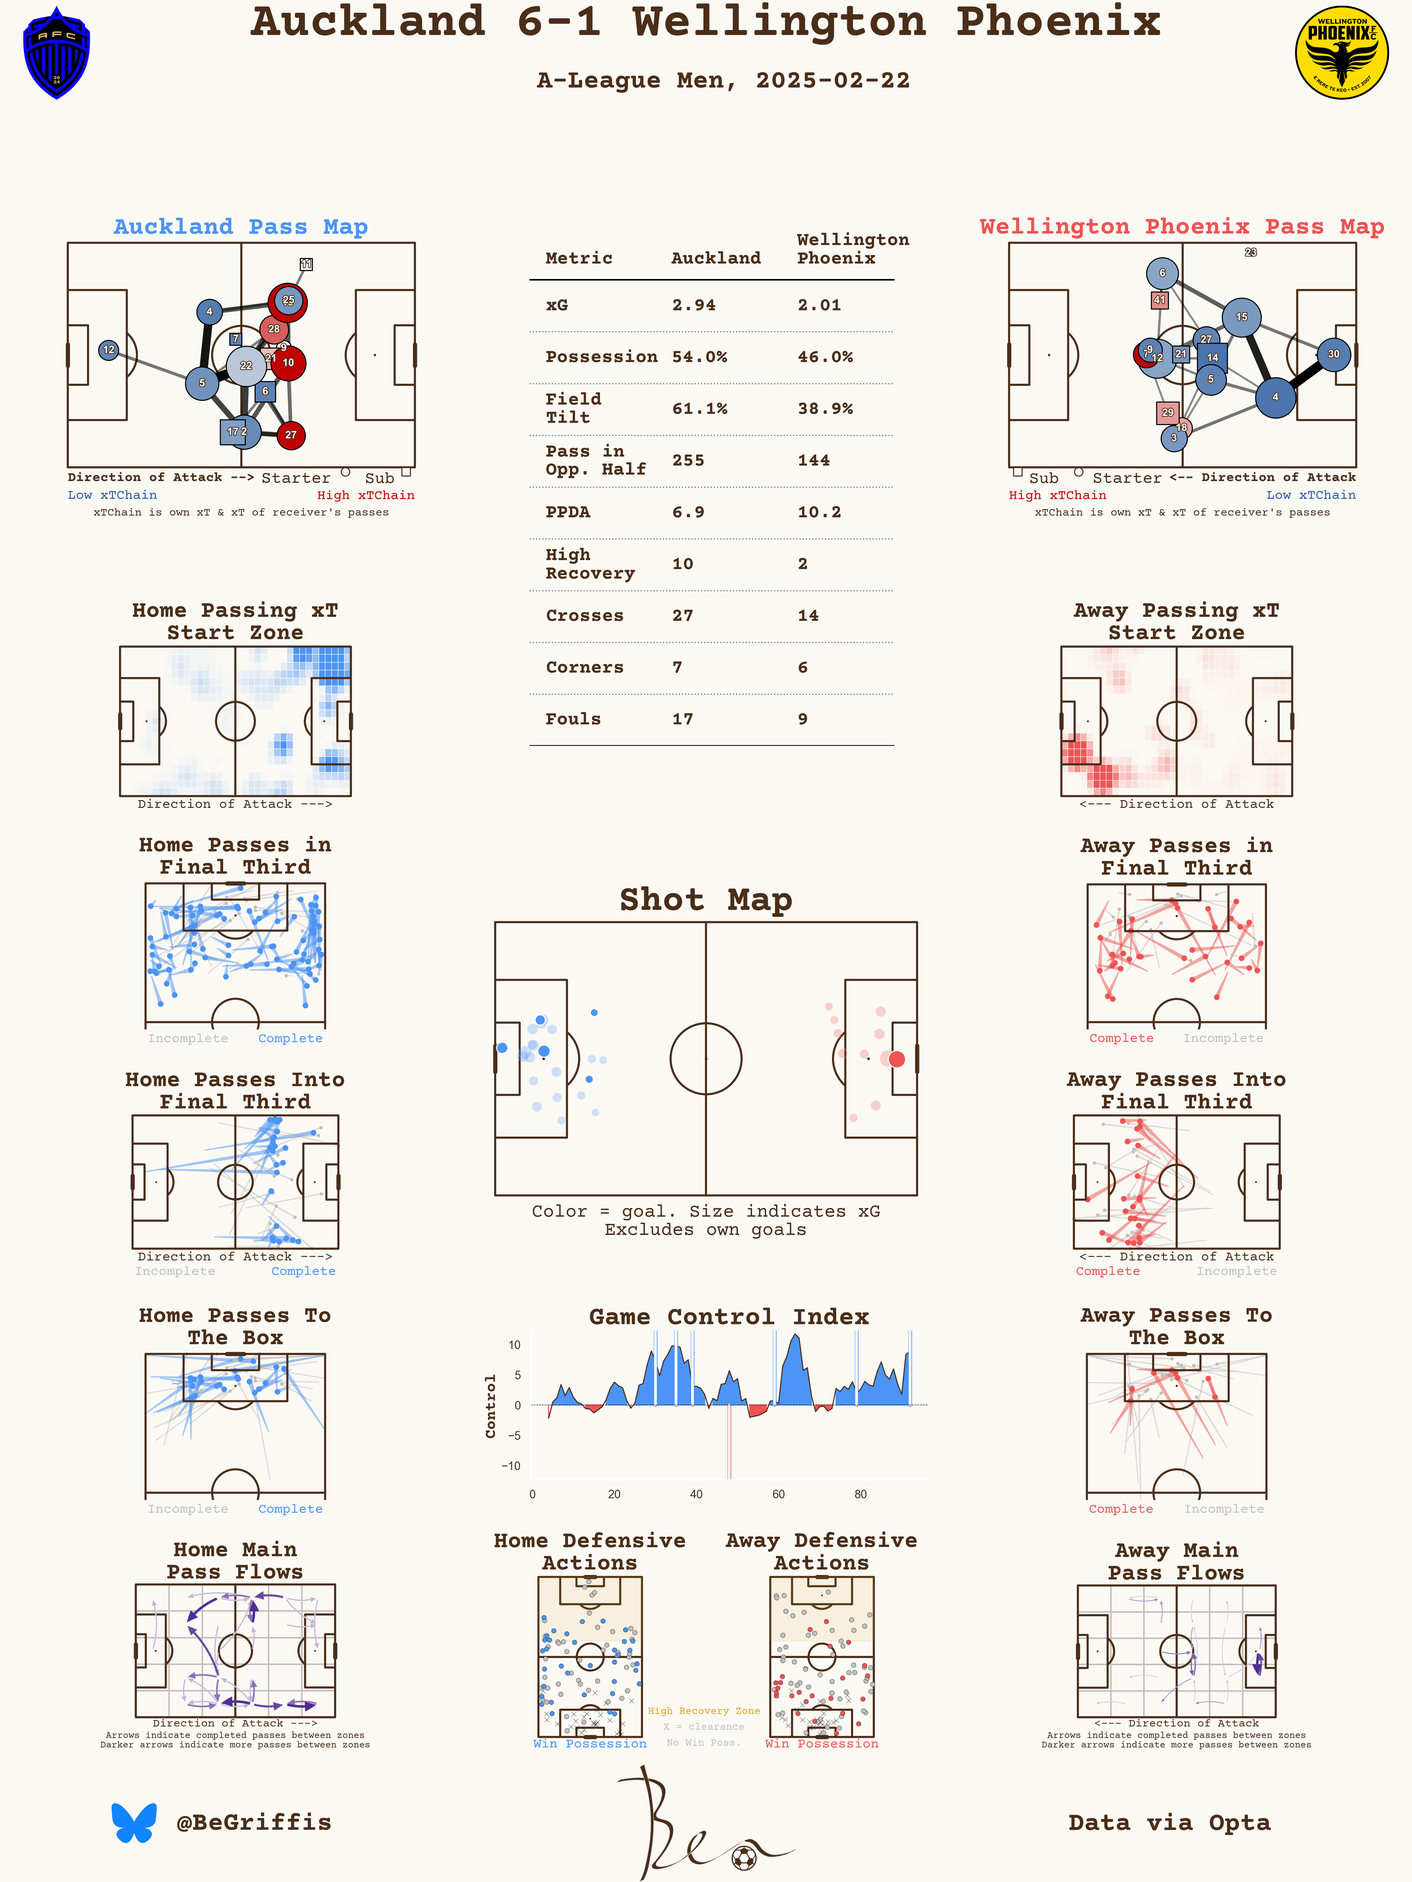 Auckland 6-1 Wellington Phoenix
A-League Men, 2025-02-22
AFC
WELLINGTON
PHOENIX FC
E RERE TE KEO • EST 2007
Auckland Pass Map
11
25
4
28
7
9
12
21
22
10
5
6
17
2
27
Direction of Attack --> Starter Sub
Low xTChain High xTChain
xTChain is own xT & xT of receiver's passes
Metric Auckland Wellington
Phoenix
xG 2.94 2.01
Possession 54.0% 46.0%
Field
Tilt 61.1% 38.9%
Pass in
Opp. Half 255 144
PPDA 6.9 10.2
High
Recovery 10 2
Crosses 27 14
Corners 7 6
Fouls 17 9
Wellington Phoenix Pass Map
23
6
41
15
27
9
7
12
21
14
30
5
4
29
18
3
Sub Starter <-- Direction of Attack
High xTChain Low xTChain
xTChain is own xT & xT of receiver's passes
Home Passing xT
Start Zone
Direction of Attack --->
Away Passing xT
Start Zone
<--- Direction of Attack
Home Passes in
Final Third
Incomplete Complete
Away Passes in
Final Third
Complete Incomplete
Shot Map
Color = goal. Size indicates xG
Excludes own goals
Home Passes Into
Final Third
Direction of Attack --->
Incomplete Complete
Away Passes Into
Final Third
<--- Direction of Attack
Complete Incomplete
Home Passes To
The Box
Incomplete Complete
Game Control Index
Control
10
5
0
−5
−10
0 20 40 60 80
Away Passes To
The Box
Complete Incomplete
Home Main
Pass Flows
Direction of Attack --->
Arrows indicate completed passes between zones
Darker arrows indicate more passes between zones
Home Defensive
Actions
Win Possession
High Recovery Zone
X = clearance
No Win Poss.
Away Defensive
Actions
Win Possession
Away Main
Pass Flows
<--- Direction of Attack
Arrows indicate completed passes between zones
Darker arrows indicate more passes between zones
@BeGriffis
Ben
Data via Opta